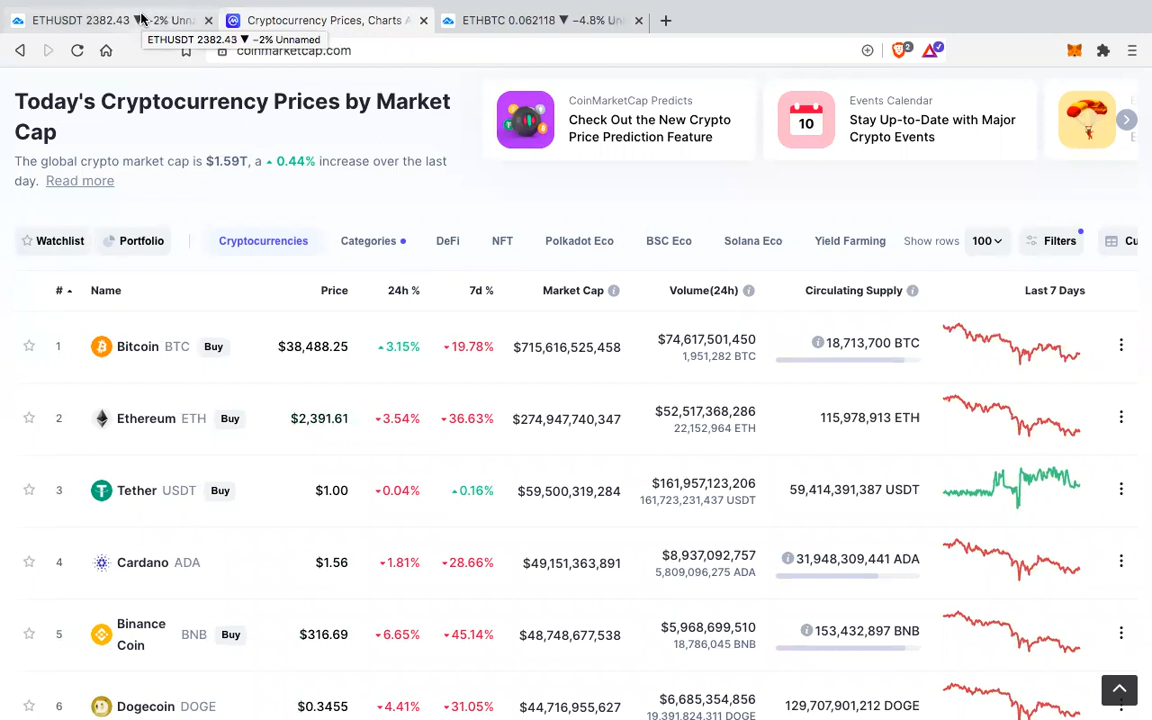 ETHUSDT 2382.43 ▼ −2% Unna
Cryptocurrency Prices, Charts A
ETHBTC 0.062118 ▼ −4.8% Un
ETHUSDT 2382.43 ▼ −2% Unnamed
coinmarketcap.com
2
Today's Cryptocurrency Prices by Market
Cap
The global crypto market cap is $1.59T, a 0.44% increase over the last
day. Read more
CoinMarketCap Predicts
Check Out the New Crypto
Price Prediction Feature
10
Events Calendar
Stay Up-to-Date with Major
Crypto Events
Watchlist Portfolio Cryptocurrencies Categories DeFi NFT Polkadot Eco BSC Eco Solana Eco Yield Farming Show rows 100 Filters Cu
# Name Price 24h % 7d % Market Cap Volume(24h) Circulating Supply Last 7 Days
1 Bitcoin BTC Buy $38,488.25 3.15% 19.78% $715,616,525,458 $74,617,501,450 18,713,700 BTC
1,951,282 BTC
2 Ethereum ETH Buy $2,391.61 3.54% 36.63% $274,947,740,347 $52,517,368,286 115,978,913 ETH
22,152,964 ETH
3 Tether USDT Buy $1.00 0.04% 0.16% $59,500,319,284 $161,957,123,206 59,414,391,387 USDT
161,723,231,437 USDT
4 Cardano ADA $1.56 1.81% 28.66% $49,151,363,891 $8,937,092,757 31,948,309,441 ADA
5,809,096,275 ADA
5 Binance Coin BNB Buy $316.69 6.65% 45.14% $48,748,677,538 $5,968,699,510 153,432,897 BNB
18,786,045 BNB
6 Dogecoin DOGE $0.3455 4.41% 31.05% $44,716,955,627 $6,685,354,856 129,707,901,212 DOGE
19,391,824,311 DOGE